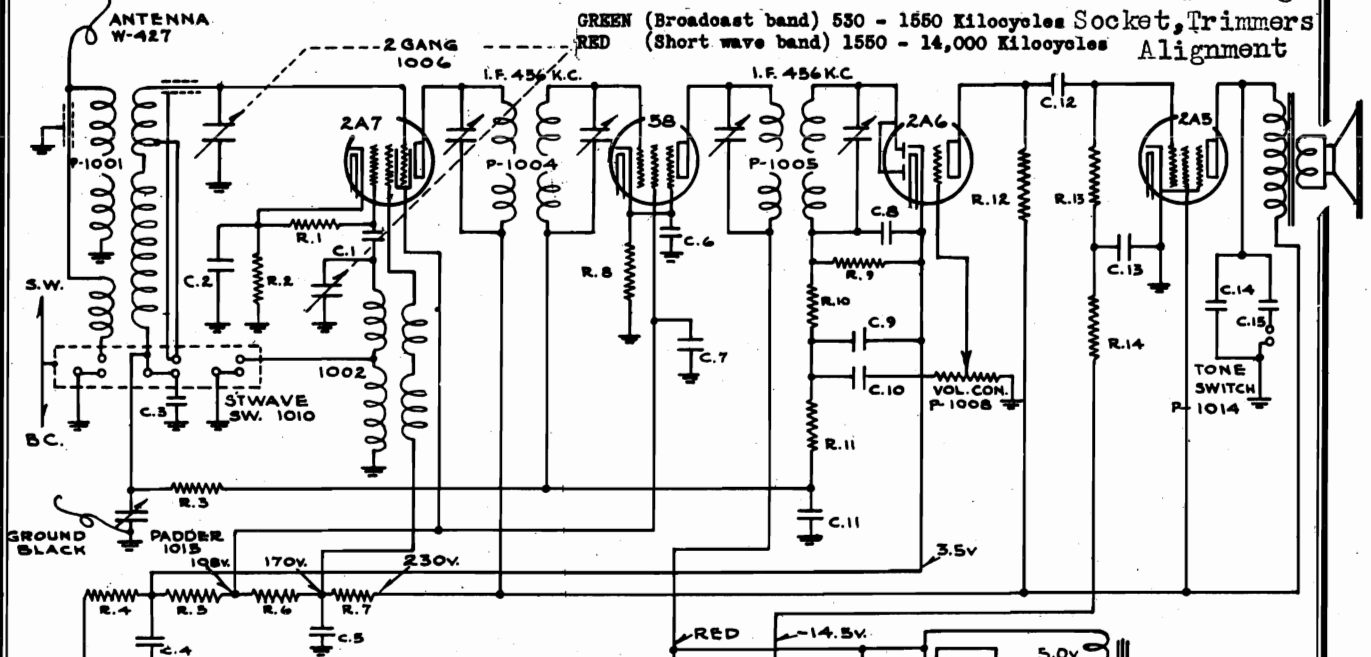 ANTENNA
W-427
GREEN (Broadcast band) 530 - 1550 Kilocycles Socket, Trimmers
RED (Short wave band) 1550 - 14,000 Kilocycles Alignment
2 GANG
1006
I.F. 456 K.C.
I.F. 456 K.C
C.12
2A7
58
2A6
2A5
P-1001
P-1004
P-1005
R.12
R.13
R.1
C.1
C.2
R.2
C.6
R.8
C.8
R.9
C.13
S.W.
R.10
C.9
C.7
C.14
C.15
R.14
1002
C.10
VOL. CON.
P-1008
TONE
SWITCH
P-1014
C.3
STWAVE
SW. 1010
B.C.
R.11
R.3
C.11
GROUND
BLACK
PADDER
1015
108V.
170V.
230V.
3.5V
R.4
R.5
R.6
R.7
C.4
C.5
RED
-14.5V.
5.0V